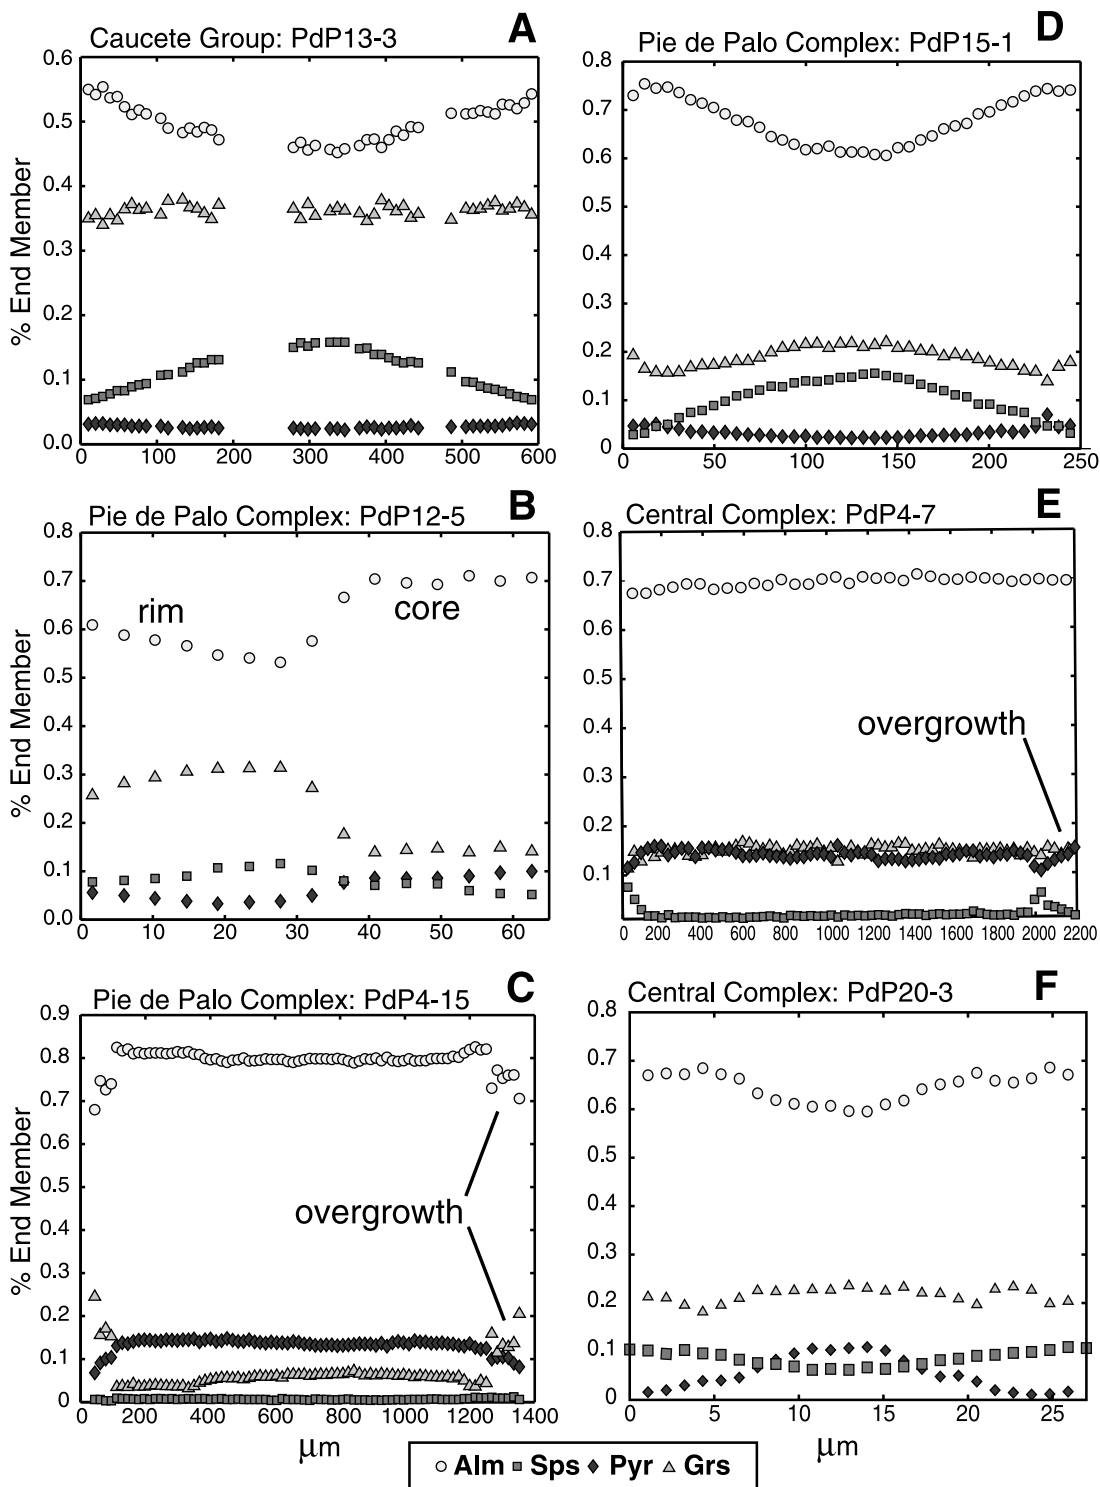 Caucete Group: PdP13-3
A
0.6
0.5
0.4
0.3
0.2
0.1
0.0
% End Member
0 100 200 300 400 500 600
Pie de Palo Complex: PdP12-5
B
0.8
0.7
0.6
0.5
0.4
0.3
0.2
0.1
0.0
% End Member
rim
core
0 10 20 30 40 50 60
Pie de Palo Complex: PdP4-15
C
0.9
0.8
0.7
0.6
0.5
0.4
0.3
0.2
0.1
0
% End Member
overgrowth
0 200 400 600 800 1000 1200 1400
μm
Pie de Palo Complex: PdP15-1
D
0.8
0.7
0.6
0.5
0.4
0.3
0.2
0.1
0
0 50 100 150 200 250
Central Complex: PdP4-7
E
0.8
0.7
0.6
0.5
0.4
0.3
0.2
0.1
overgrowth
0 200 400 600 800 1000 1200 1400 1600 1800 2000 2200
Central Complex: PdP20-3
F
0.8
0.7
0.6
0.5
0.4
0.3
0.2
0.1
0
0 5 10 15 20 25
μm
Alm Sps Pyr Grs